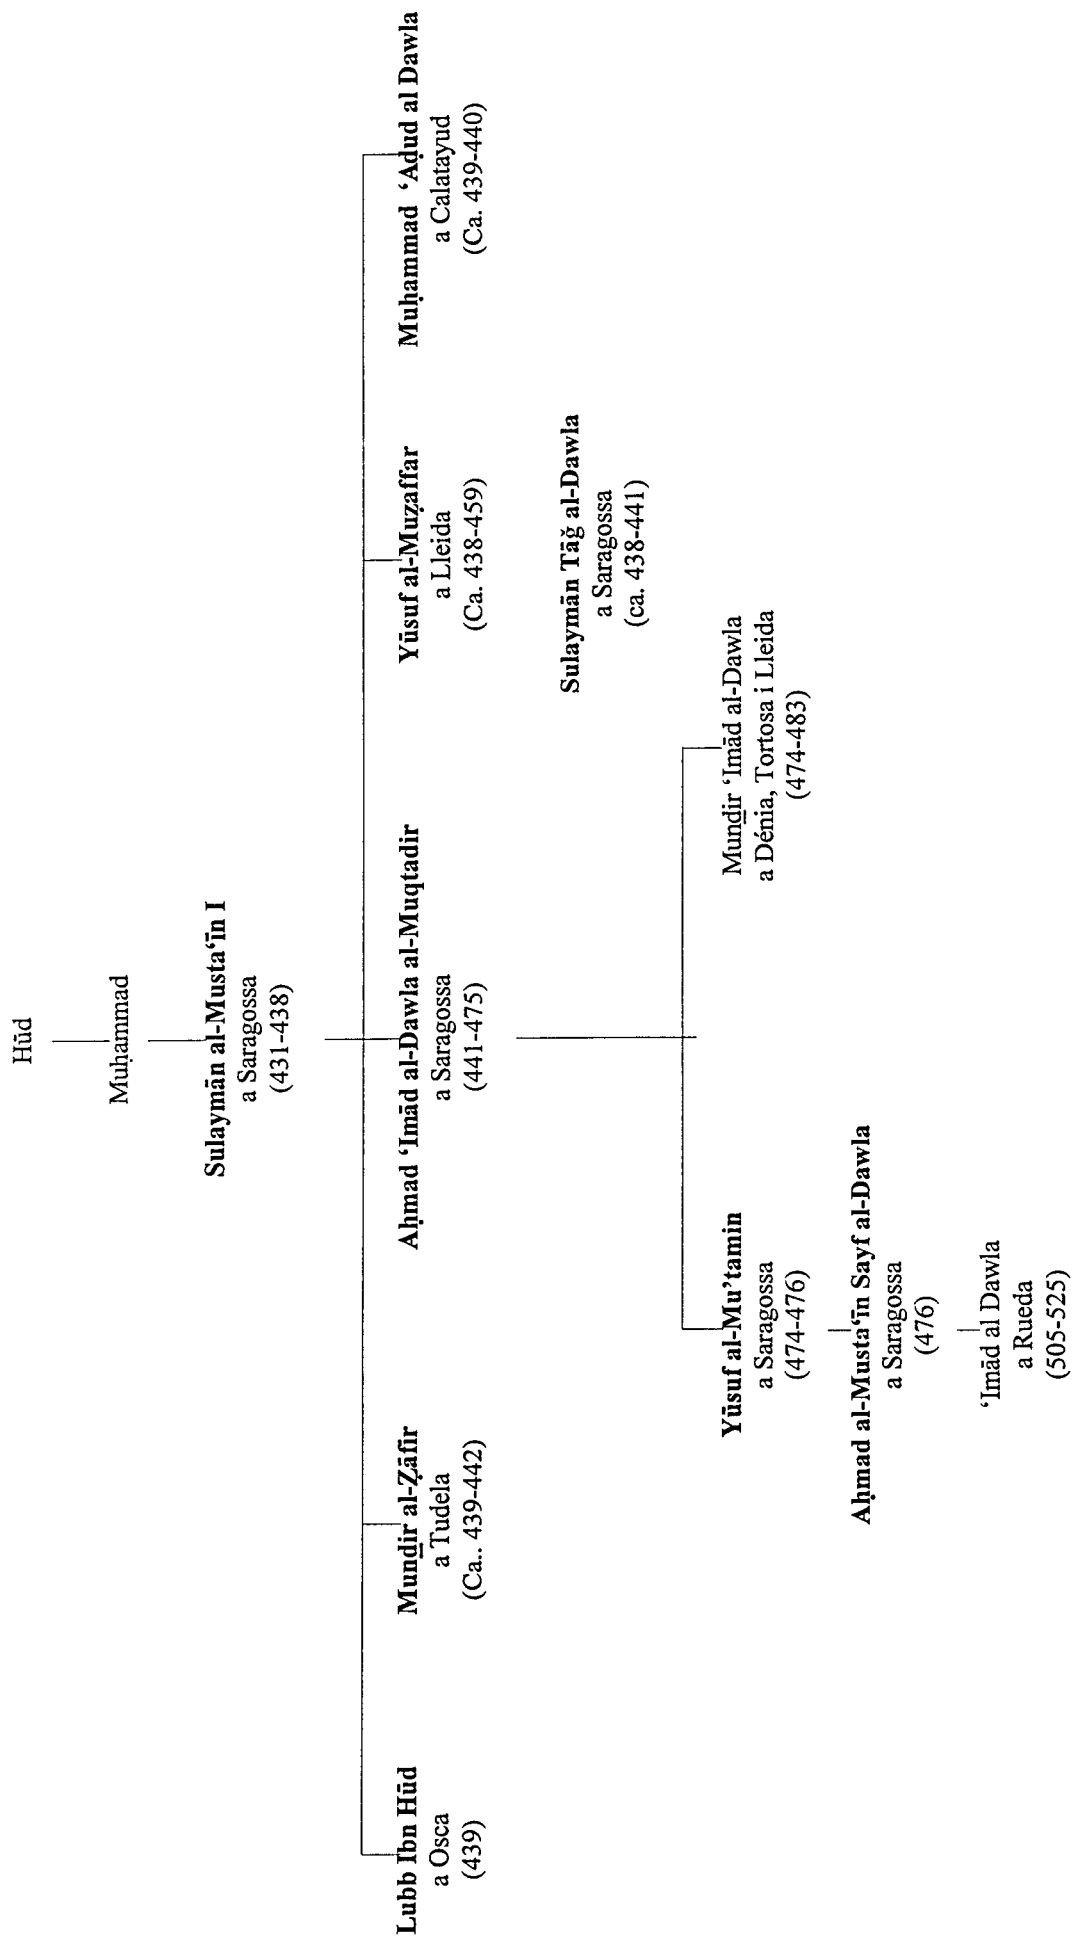 Hūd
Muḥammad
Sulaymān al-Musta‘īn I
a Saragossa
(431-438)
Lubb Ibn Hūd
a Osca
(439)
Munḏir al-Ẓāfir
a Tudela
(Ca.. 439-442)
Aḥmad ‘Imād al-Dawla al-Muqtadir
a Saragossa
(441-475)
Yūsuf al-Muẓaffar
a Lleida
(Ca. 438-459)
Muḥammad ‘Aḍud al Dawla
a Calatayud
(Ca. 439-440)
Sulaymān Tāğ al-Dawla
a Saragossa
(ca. 438-441)
Yūsuf al-Mu’tamin
a Saragossa
(474-476)
Munḏir ‘Imād al-Dawla
a Dénia, Tortosa i Lleida
(474-483)
Aḥmad al-Musta‘īn Sayf al-Dawla
a Saragossa
(476)
‘Imād al Dawla
a Rueda
(505-525)